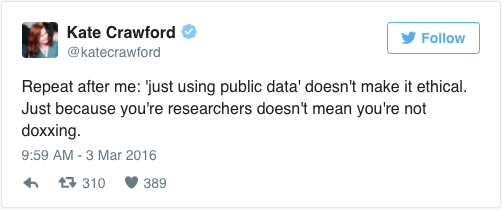 Kate Crawford
@katecrawford
Follow
Repeat after me: 'just using public data' doesn't make it ethical.
Just because you're researchers doesn't mean you're not
doxxing.
9:59 AM - 3 Mar 2016
310 389